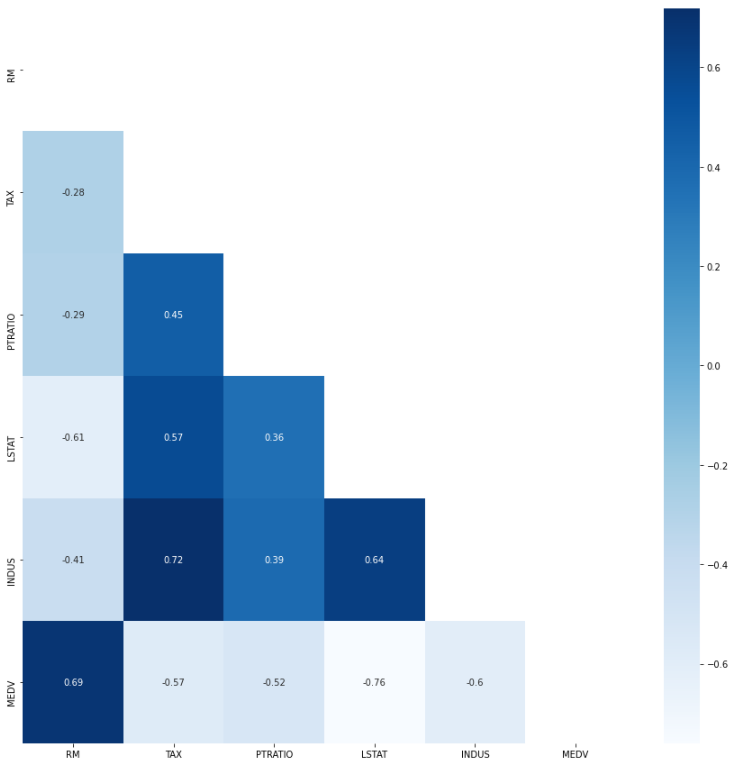 RM
TAX
-0.28
PTRATIO
-0.29 0.45
LSTAT
-0.61 0.57 0.36
INDUS
-0.41 0.72 0.39 0.64
MEDV
0.69 -0.57 -0.52 -0.76 -0.6
RM TAX PTRATIO LSTAT INDUS MEDV
0.6
0.4
0.2
0.0
−0.2
−0.4
−0.6